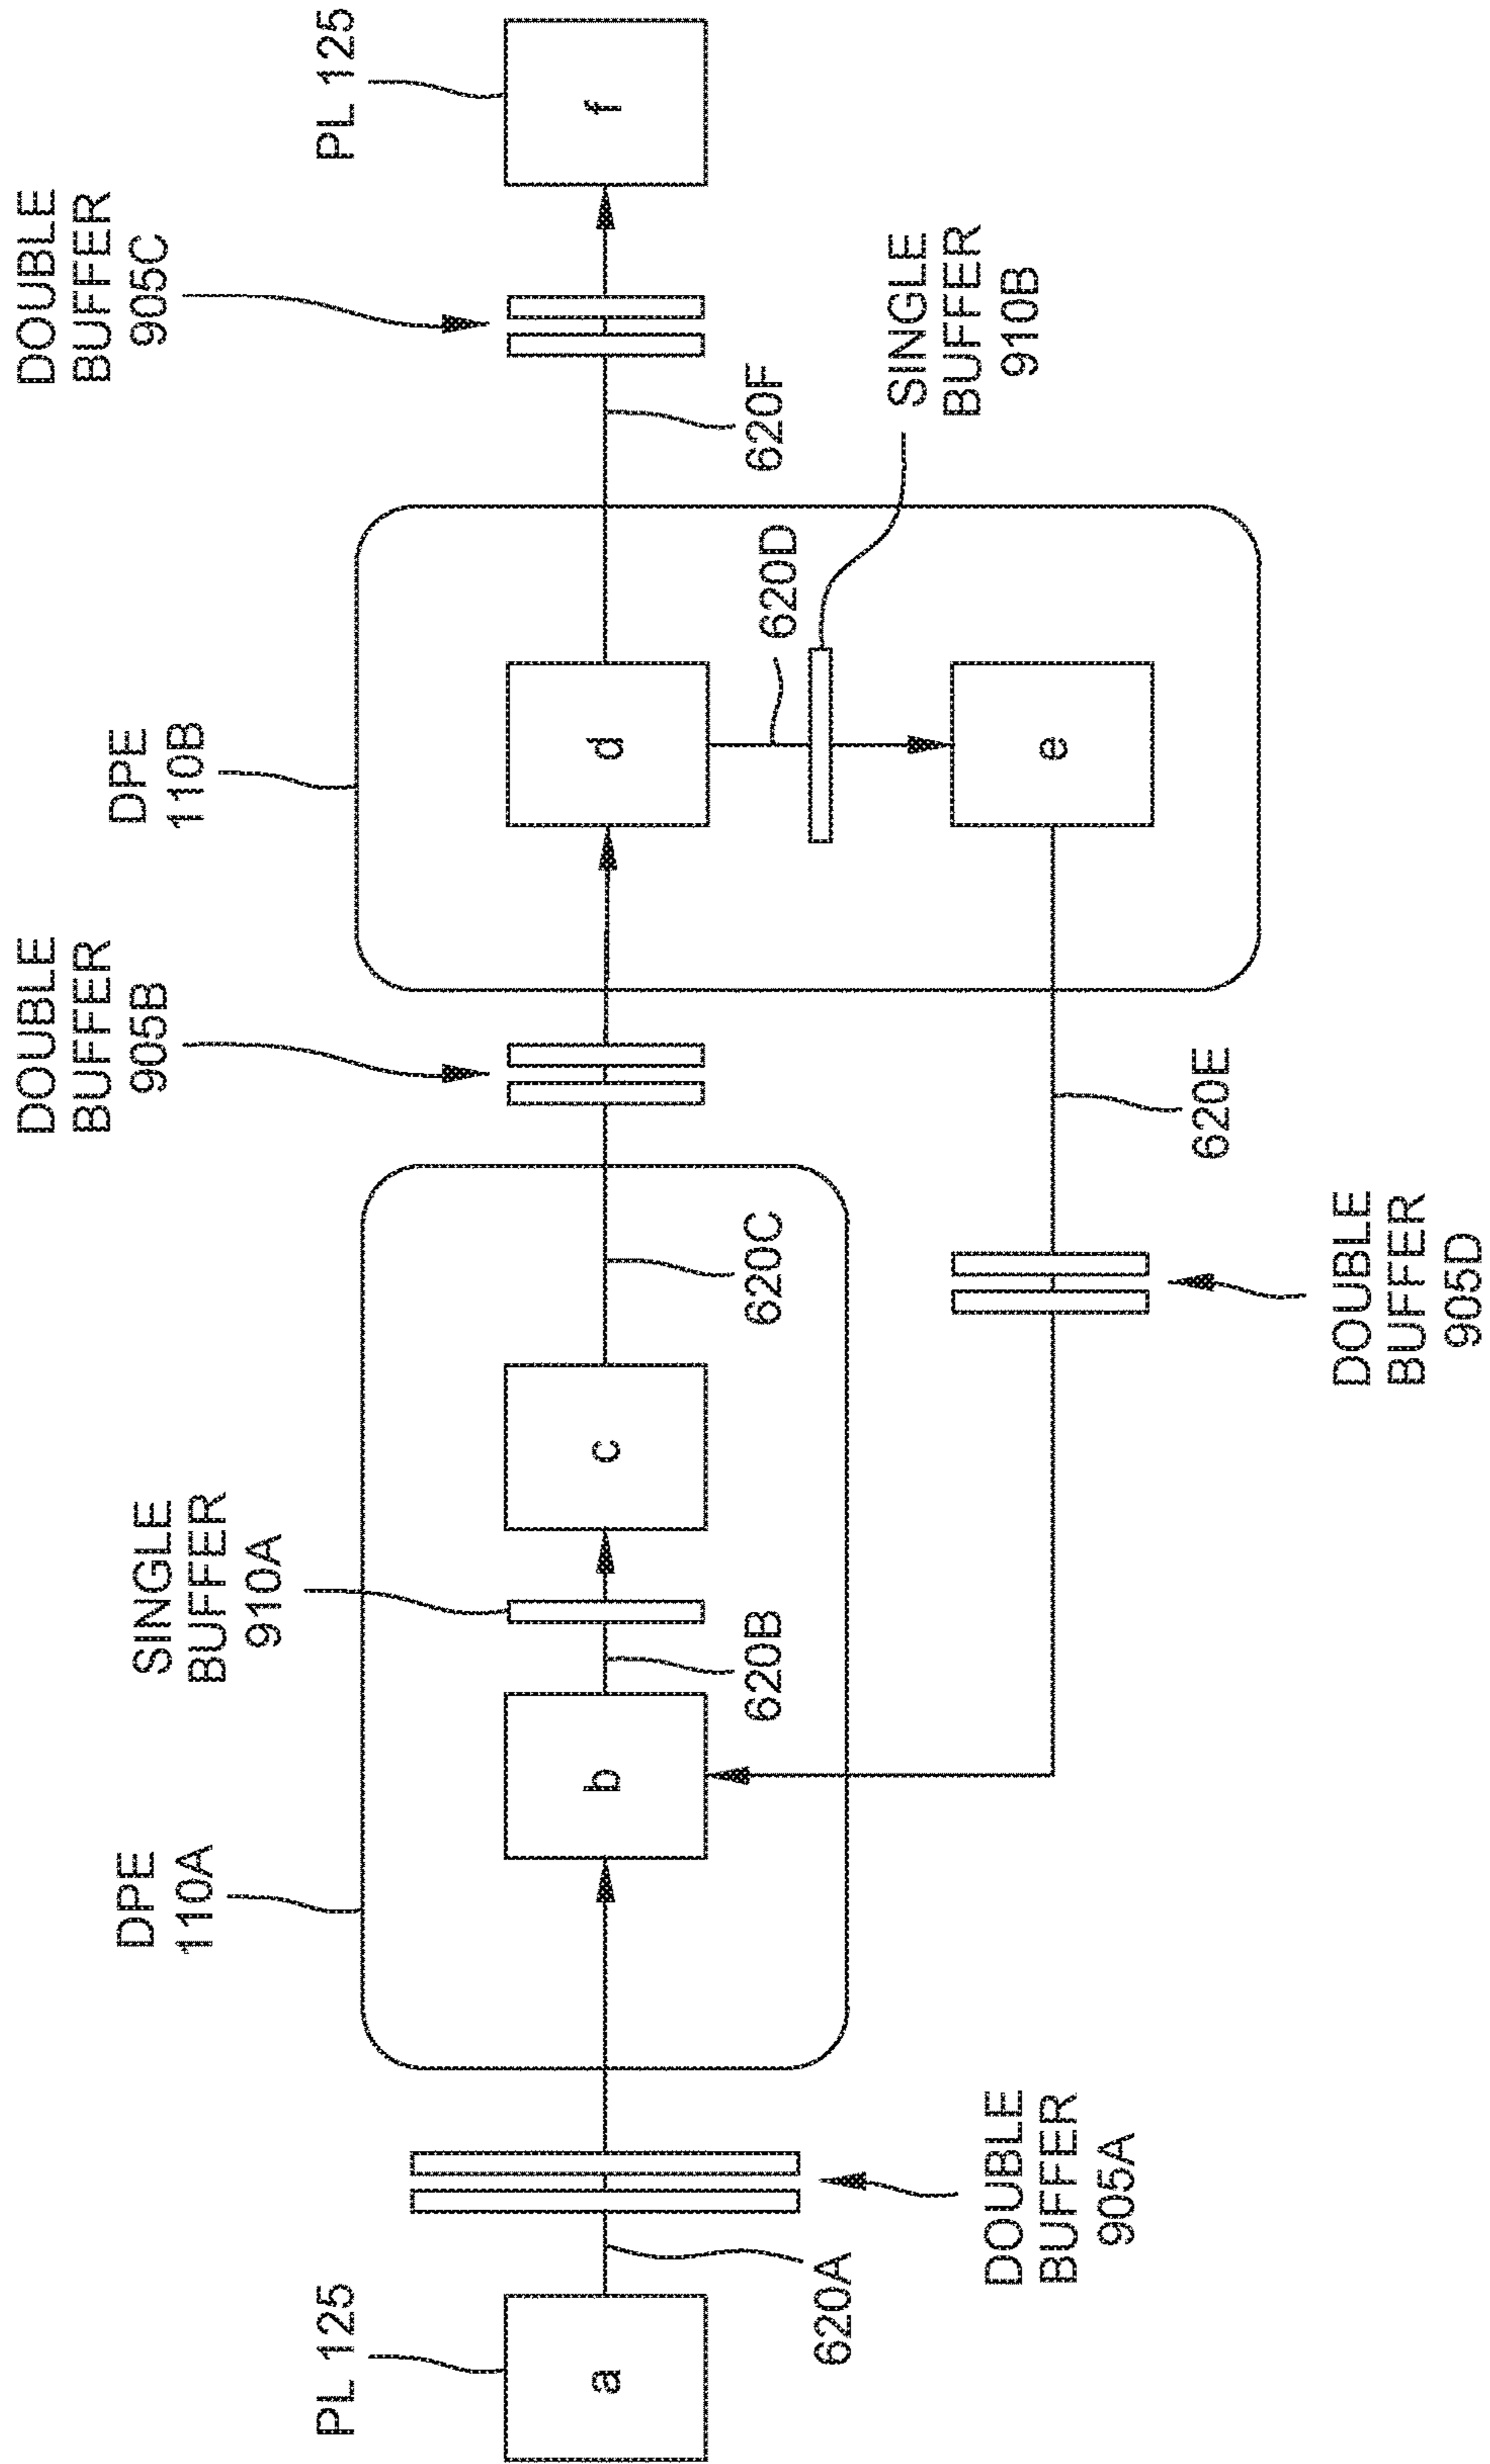 PL 125
a
620A
DOUBLE
BUFFER
905A
DPE
110A
b
620B
SINGLE
BUFFER
910A
c
620C
DOUBLE
BUFFER
905B
620E
DOUBLE
BUFFER
905D
DPE
110B
d
620D
e
SINGLE
BUFFER
910B
620F
DOUBLE
BUFFER
905C
PL 125
f